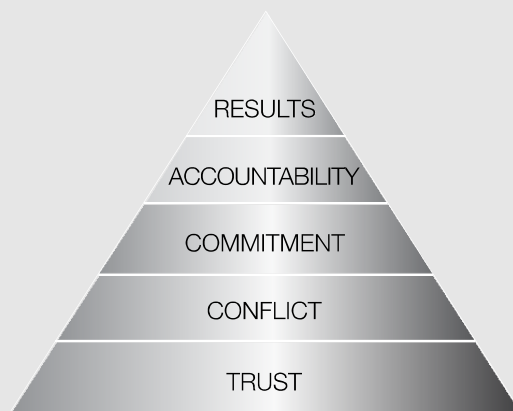 RESULTS
ACCOUNTABILITY
COMMITMENT
CONFLICT
TRUST